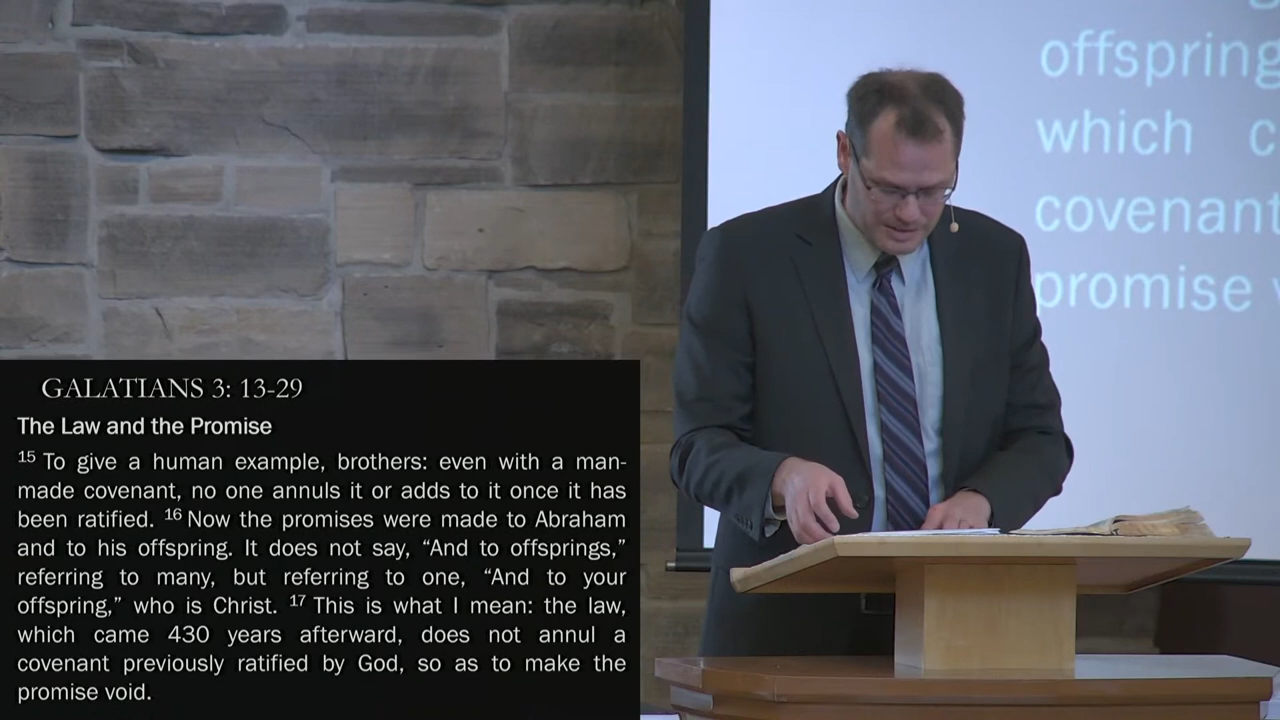 GALATIANS 3: 13-29
The Law and the Promise
15 To give a human example, brothers: even with a man-
made covenant, no one annuls it or adds to it once it has
been ratified. 16 Now the promises were made to Abraham
and to his offspring. It does not say, “And to offsprings,”
referring to many, but referring to one, “And to your
offspring,” who is Christ. 17 This is what I mean: the law,
which came 430 years afterward, does not annul a
covenant previously ratified by God, so as to make the
promise void.
offspring
which c
covenant
promise v